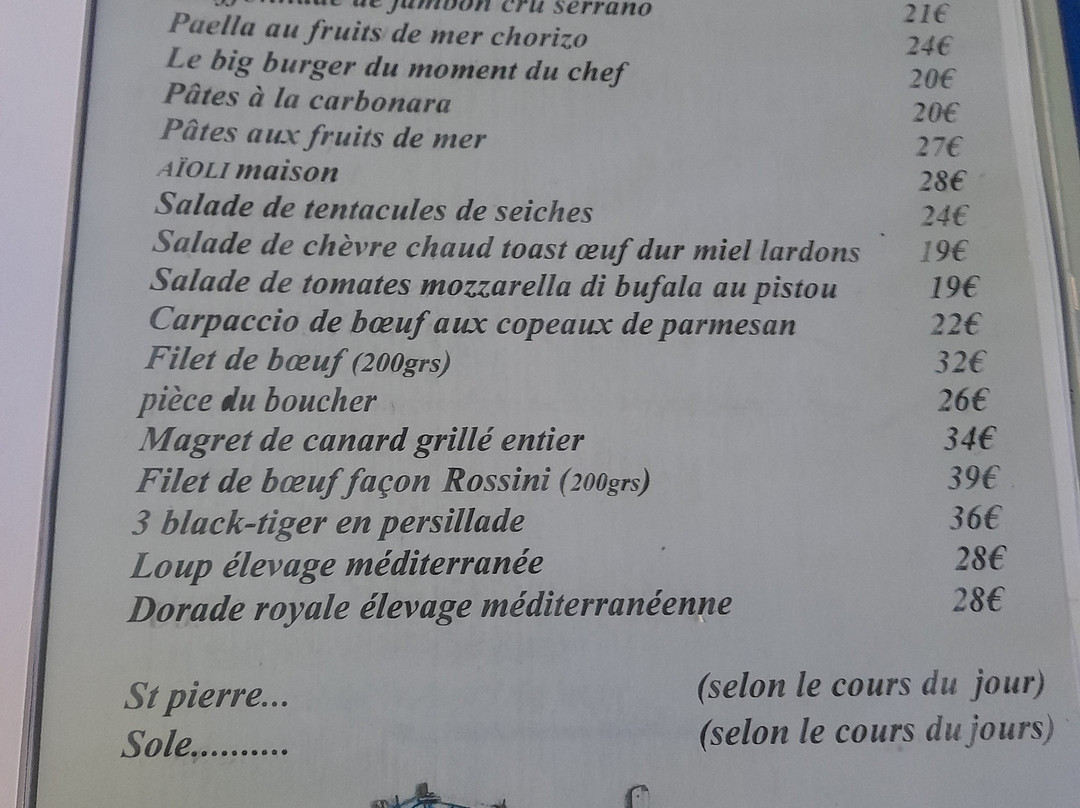 de jambon cru serrano 21€
Paella au fruits de mer chorizo 24€
Le big burger du moment du chef 20€
Pâtes à la carbonara 20€
Pâtes aux fruits de mer 27€
AÏOLI maison 28€
Salade de tentacules de seiches 24€
Salade de chèvre chaud toast œuf dur miel lardons 19€
Salade de tomates mozzarella di bufala au pistou 19€
Carpaccio de bœuf aux copeaux de parmesan 22€
Filet de bœuf (200grs) 32€
pièce du boucher 26€
Magret de canard grillé entier 34€
Filet de bœuf façon Rossini (200grs) 39€
3 black-tiger en persillade 36€
Loup élevage méditerranée 28€
Dorade royale élevage méditerranéenne 28€
St pierre... (selon le cours du jour)
Sole.......... (selon le cours du jours)